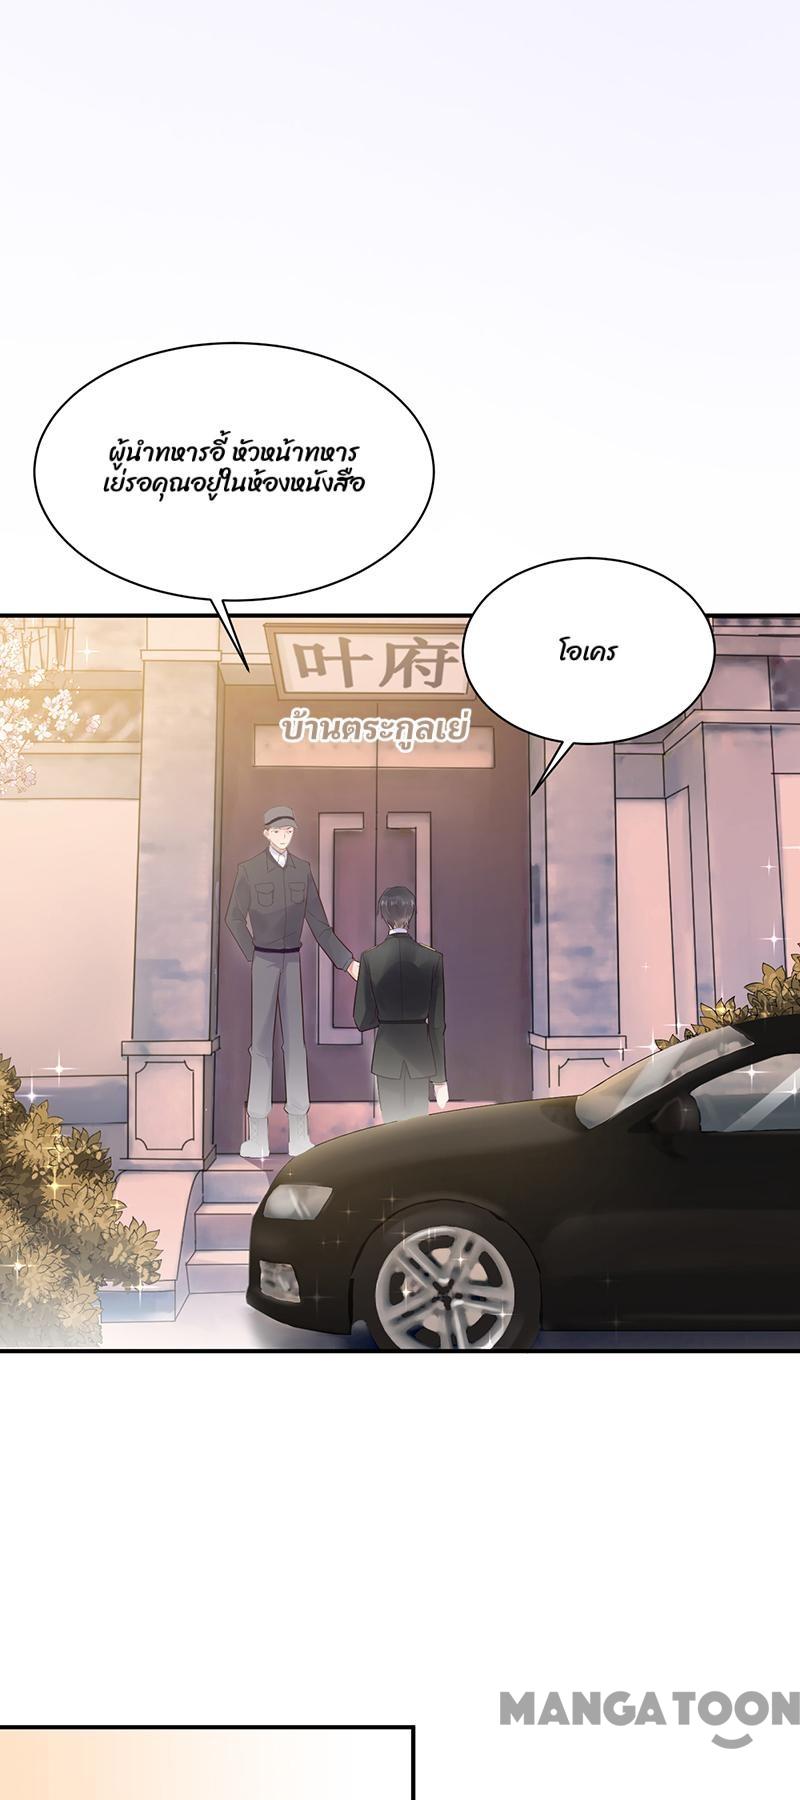 ผู้นำทหารอี้ หัวหน้าทหาร
เย่รอคุณอยู่ในห้องหนังสือ
โอเคร
叶府
บ้านตระกูลเย่
MANGA TOON